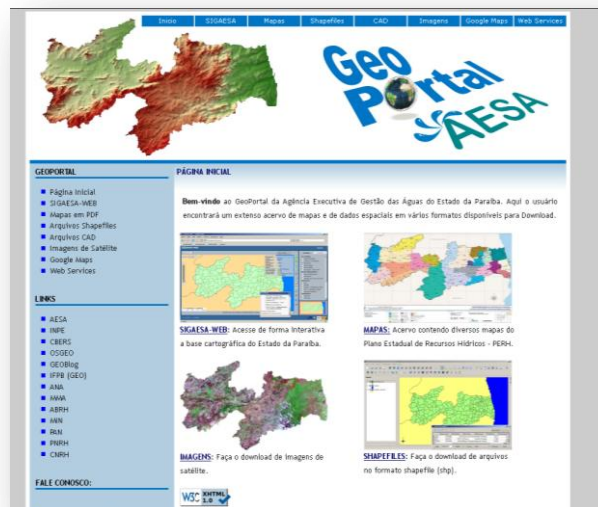 Início SIGAESA Mapas Shapefiles CAD Imagens Google Maps Web Services
Geo
Portal
AESA
GEOPORTAL
Página Inicial
SIGAESA-WEB
Mapas em PDF
Arquivos Shapefiles
Arquivos CAD
Imagens de Satélite
Google Maps
Web Services
LINKS
AESA
INPE
CBERS
OSGEO
GEOBlog
IFPB (GEO)
ANA
MMA
ABRH
MIN
PAN
PNRH
CNRH
FALE CONOSCO:
PÁGINA INICIAL
Bem-vindo ao GeoPortal da Agência Executiva de Gestão das Águas do Estado da Paraíba. Aqui o usuário
encontrará um extenso acervo de mapas e de dados espaciais em vários formatos disponíveis para Download.
SIGAESA-WEB: Acesse de forma interativa
a base cartográfica do Estado da Paraíba.
MAPAS: Acervo contendo diversos mapas do
Plano Estadual de Recursos Hídricos - PERH.
IMAGENS: Faça o download de imagens de
satélite.
SHAPEFILES: Faça o download de arquivos
no formato shapefile (shp).
W3C XHTML
1.0